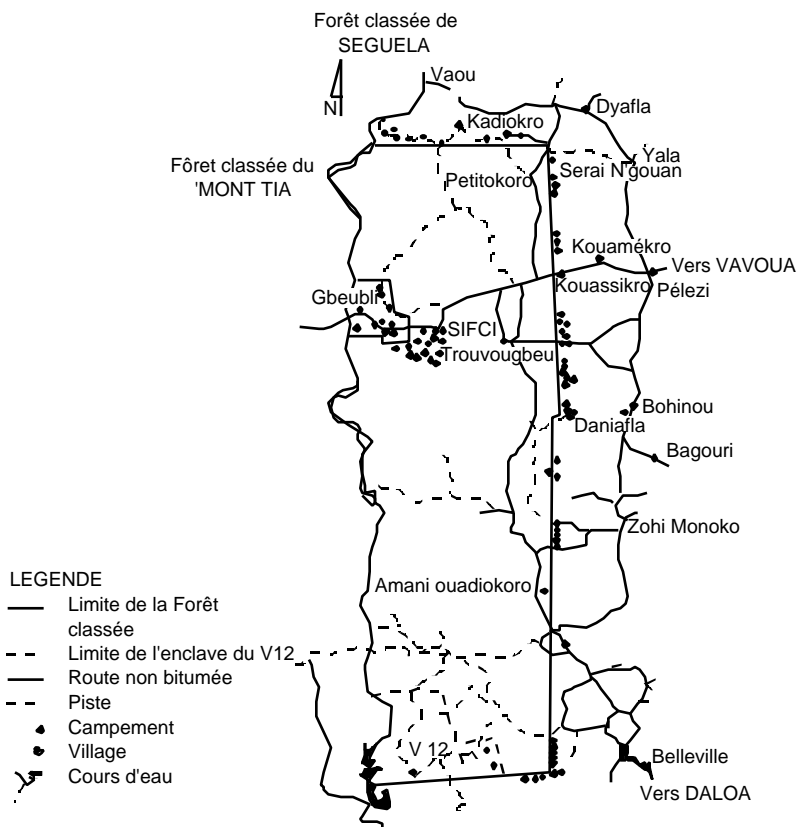 Forêt classée de
SEGUELA
Vaou
N
Dyafla
Kadiokro
Fôret classée du
'MONT TIA
Yala
Petitokoro
Serai N'gouan
Kouamékro
Vers VAVOUA
Gbeubli
Kouassikro
Pélezi
SIFCI
Trouvougbeu
Bohinou
Daniafla
Bagouri
Zohi Monoko
LEGENDE
Amani ouadiokoro
Limite de la Forêt
classée
Limite de l'enclave du V12
Route non bitumée
Piste
Campement
V 12
Village
Belleville
Cours d'eau
Vers DALOA